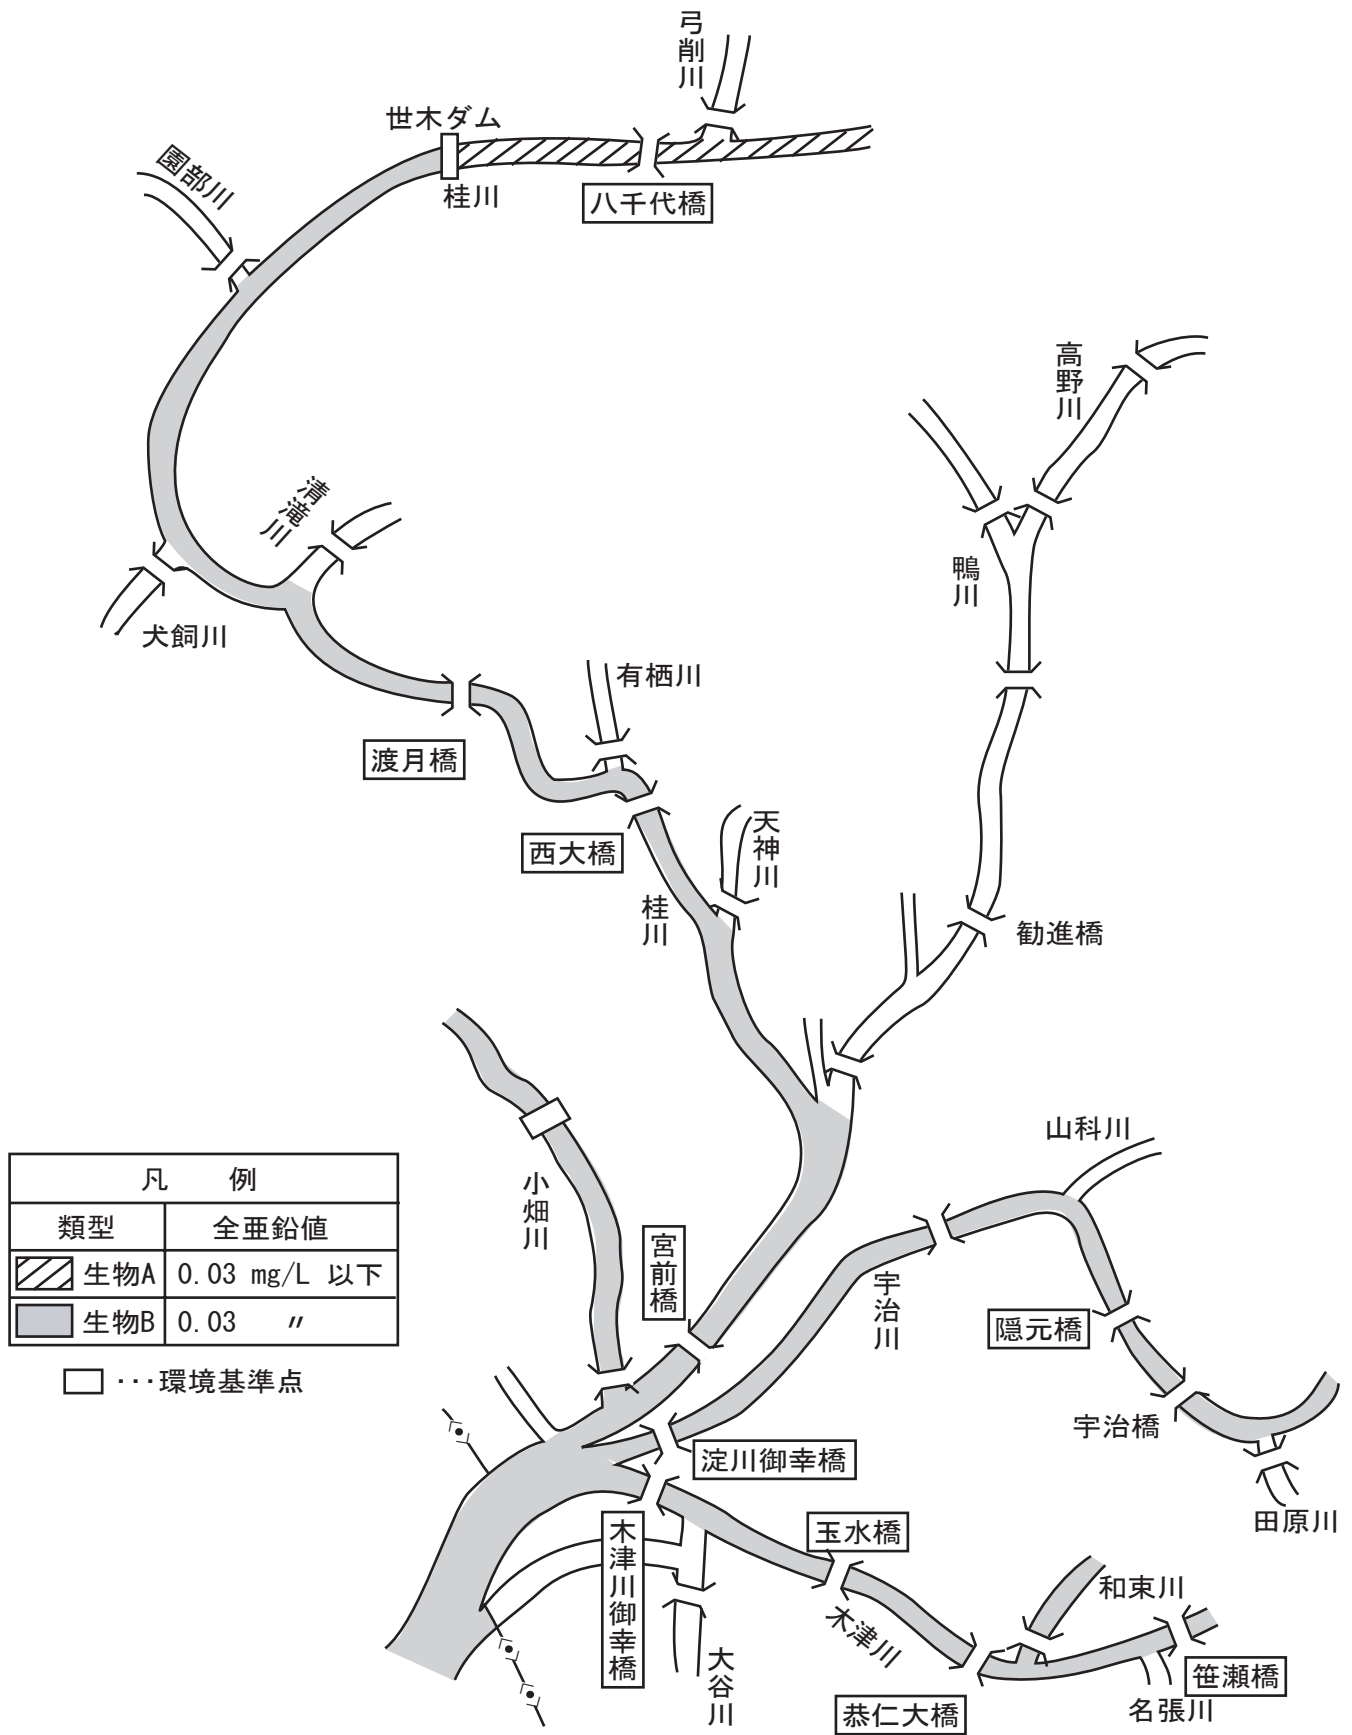 弓削川
世木ダム
園部川
桂川
八千代橋
高野川
清滝川
鴨川
犬飼川
有栖川
渡月橋
天神川
西大橋
桂川
勧進橋
山科川
凡　例
類型 全亜鉛値
生物A 0.03 mg/L 以下
生物B 0.03 〃
・・・環境基準点
小畑川
宮前橋
宇治川
隠元橋
宇治橋
淀川御幸橋
田原川
木津川御幸橋
玉水橋
和束川
木津川
大谷川
笹瀬橋
名張川
恭仁大橋